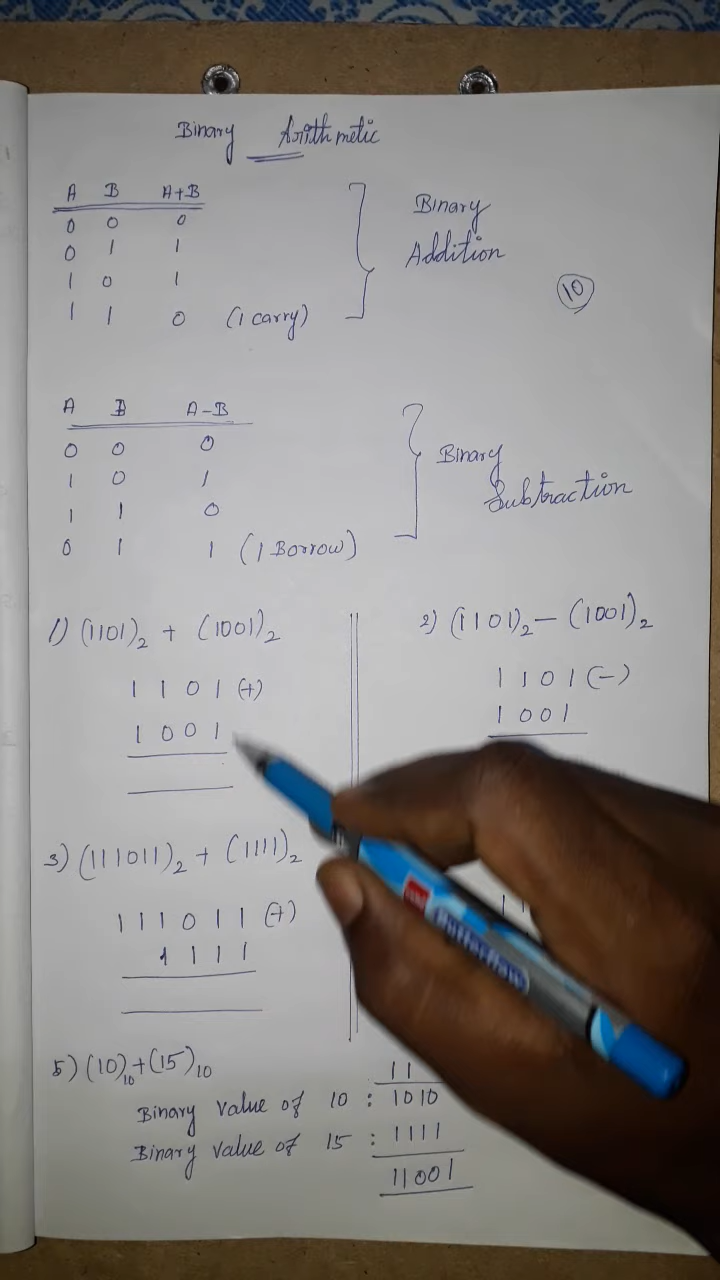 Binary Arithmetic
A B A+B
0 0 0
0 1 1
1 0 1
1 1 0 (1 carry)
Binary
Addition
10
A B A-B
0 0 0
1 0 1
1 1 0
0 1 1 (1 Borrow)
Binary
Subtraction
1) (1101)₂ + (1001)₂
1 1 0 1 (+)
1 0 0 1
2) (1101)₂ - (1001)₂
1 1 0 1 (-)
1 0 0 1
3) (111011)₂ + (1111)₂
1 1 1 0 1 1 (+)
1 1 1 1
5) (10)₁₀ + (15)₁₀
1 1
Binary value of 10 : 1010
Binary value of 15 : 1111
11001
Butterflow